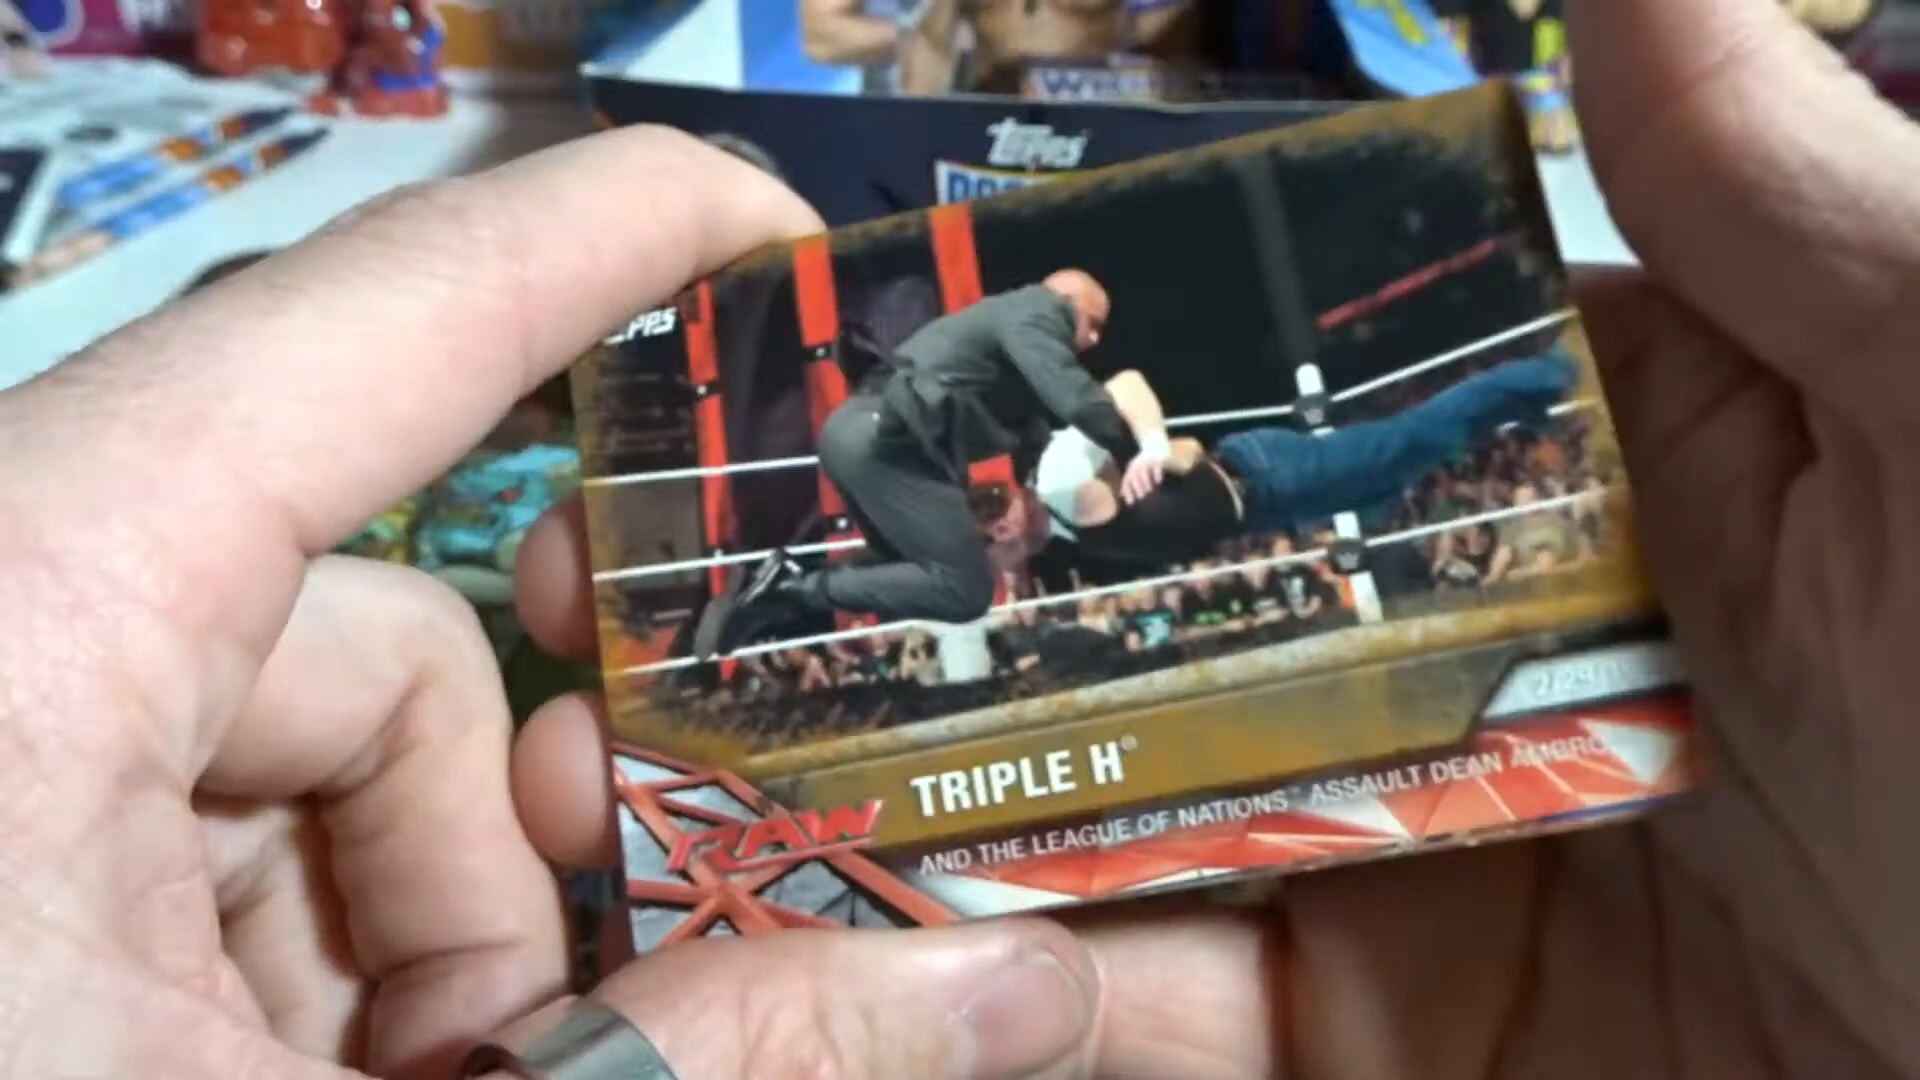 Topps
TRIPLE H®
RAW
AND THE LEAGUE OF NATIONS™ ASSAULT DEAN